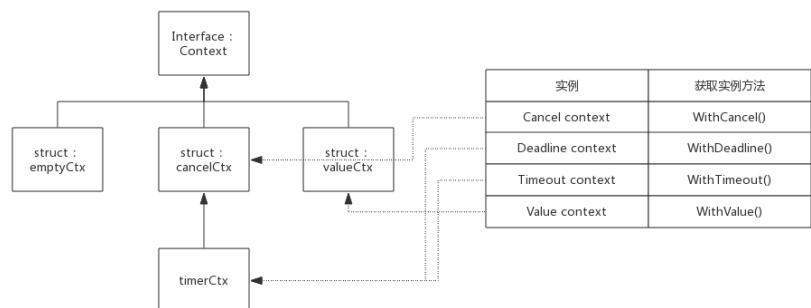 Interface：
Context
struct：
emptyCtx
struct：
cancelCtx
struct：
valueCtx
timerCtx
实例 获取实例方法
Cancel context WithCancel()
Deadline context WithDeadline()
Timeout context WithTimeout()
Value context WithValue()